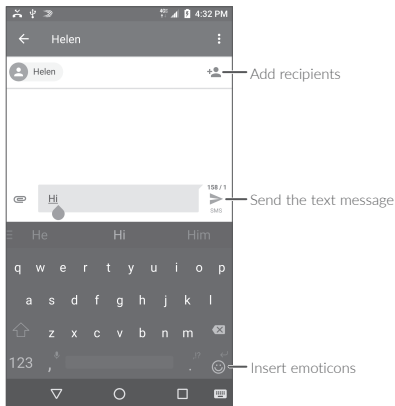 4G 4:32 PM
Helen
Helen
Add recipients
158 / 1
Hi
Send the text message
SMS
He Hi Him
q w e r t y u i o p
a s d f g h j k l
z x c v b n m
123 , . ,!?
Insert emoticons